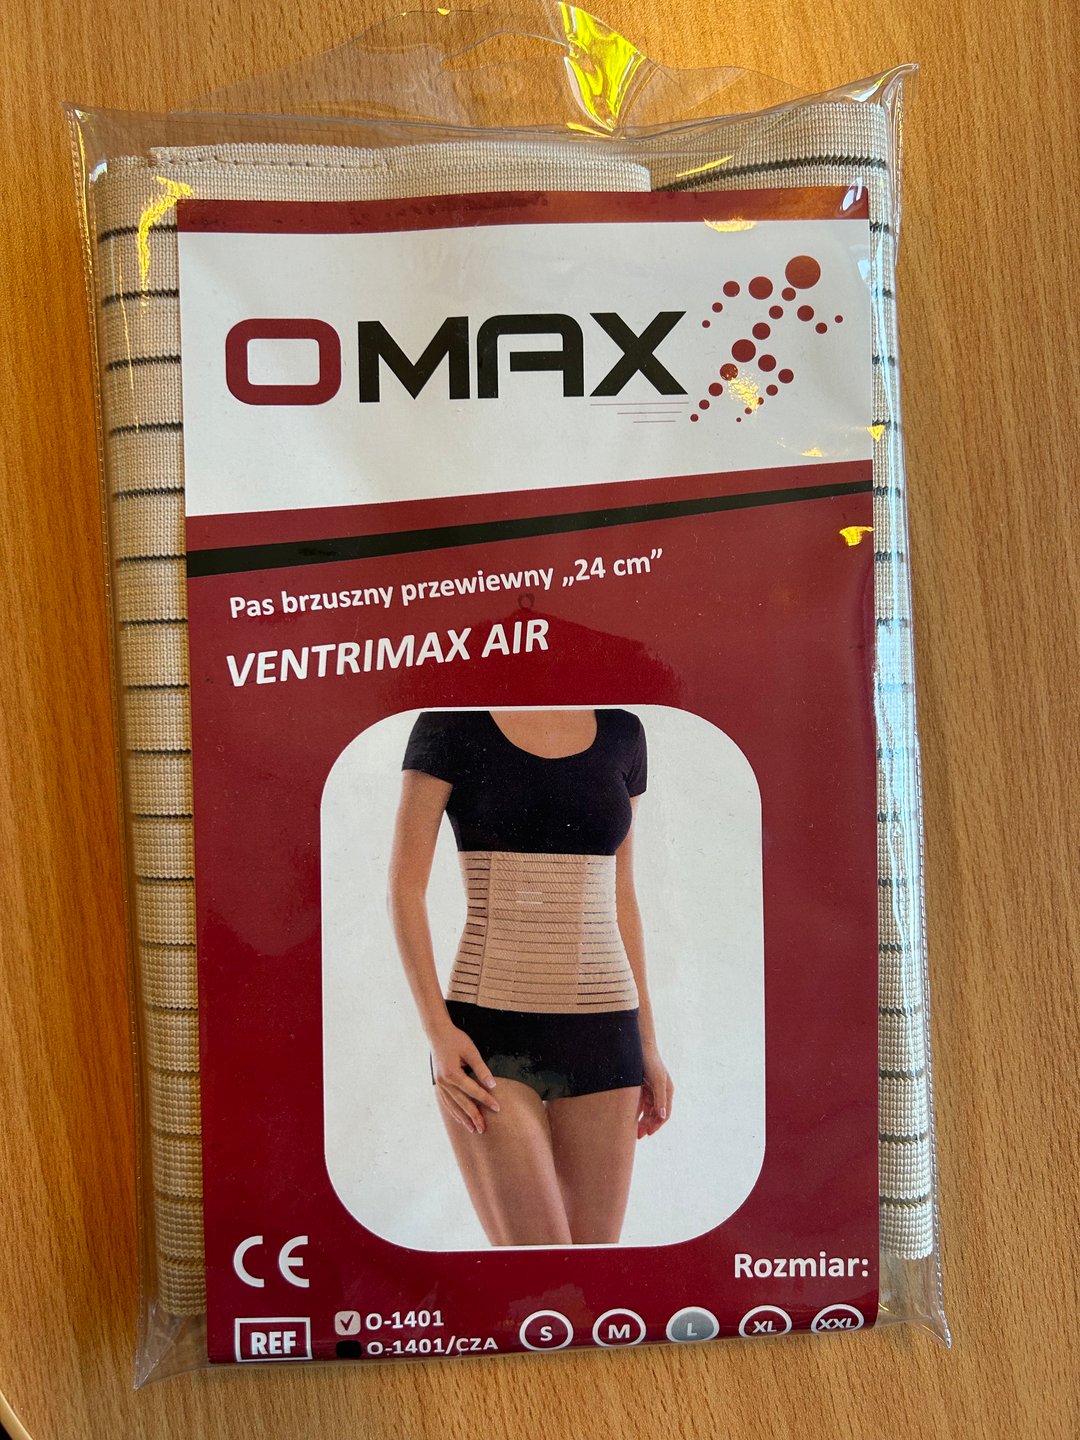 OMAX
Pas brzuszny przewiewny „24 cm”
VENTRIMAX AIR
CE
Rozmiar:
REF
O-1401
O-1401/CZA
S M L XL XXL